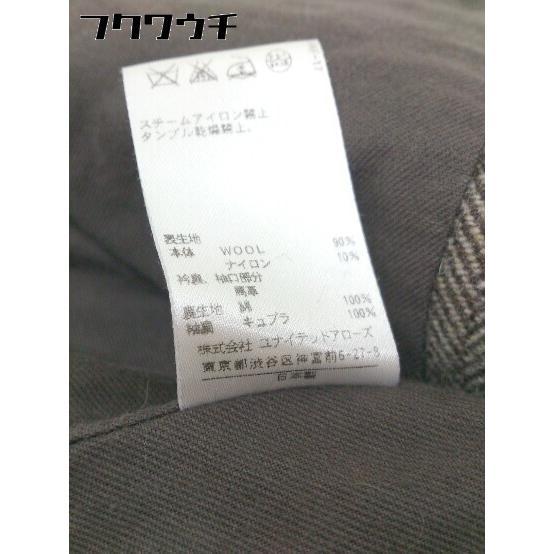 フクワウチ
スチームアイロン禁止
タンブル乾燥禁止。
表生地
本体 WOOL 90%
ナイロン 10%
衿裏、袖口部分
馬革
裏生地 綿 100%
袖裏 キュプラ 100%
株式会社 ユナイテッドアローズ
東京都渋谷区神宮前6-27-8